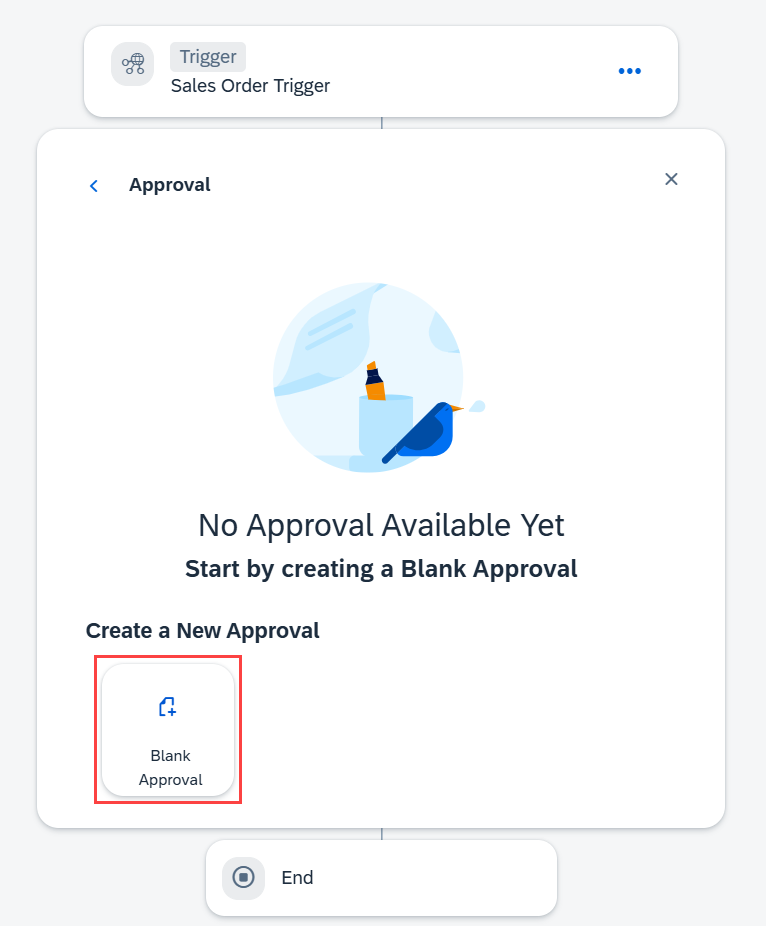 Trigger
Sales Order Trigger
Approval
No Approval Available Yet
Start by creating a Blank Approval
Create a New Approval
Blank
Approval
End